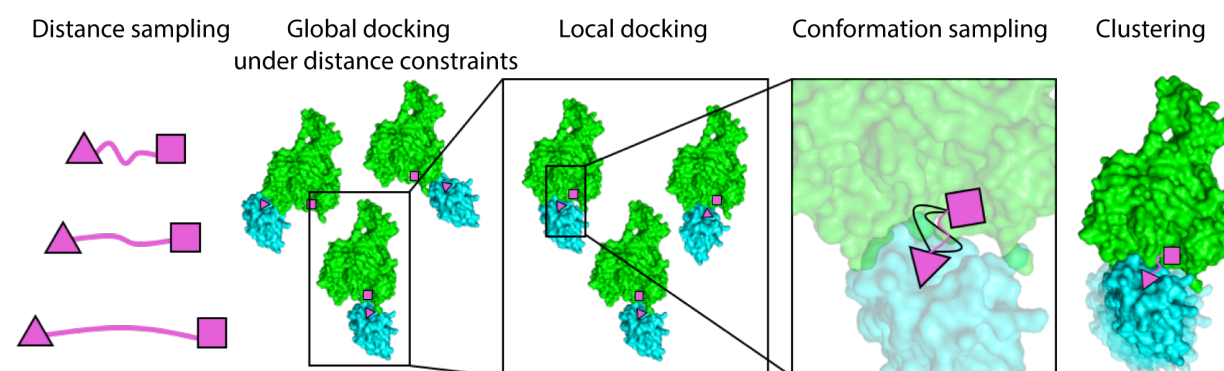 Distance sampling
Global docking
under distance constraints
Local docking
Conformation sampling
Clustering